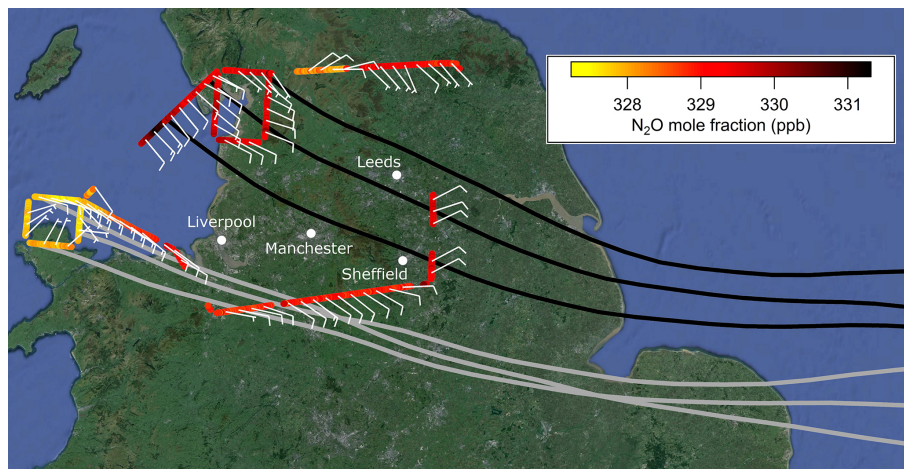 328 329 330 331
N₂O mole fraction (ppb)
Leeds
Liverpool
Manchester
Sheffield